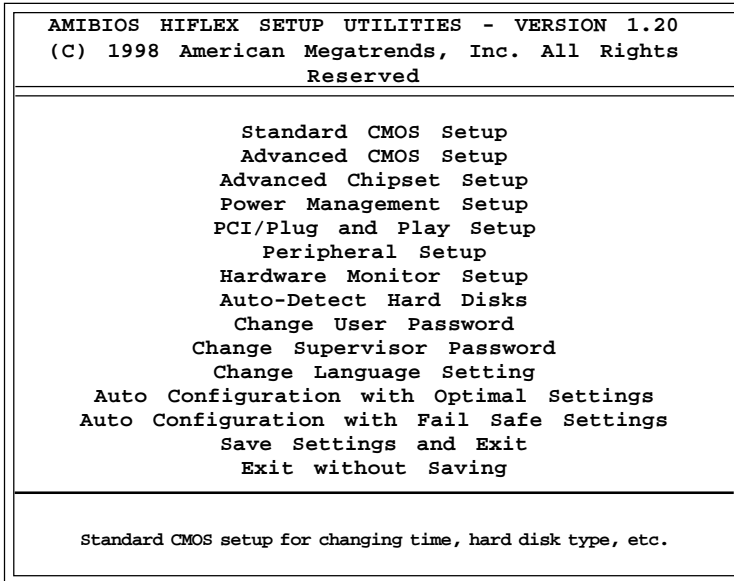 AMIBIOS HIFLEX SETUP UTILITIES - VERSION 1.20
(C) 1998 American Megatrends, Inc. All Rights
Reserved
Standard CMOS Setup
Advanced CMOS Setup
Advanced Chipset Setup
Power Management Setup
PCI/Plug and Play Setup
Peripheral Setup
Hardware Monitor Setup
Auto-Detect Hard Disks
Change User Password
Change Supervisor Password
Change Language Setting
Auto Configuration with Optimal Settings
Auto Configuration with Fail Safe Settings
Save Settings and Exit
Exit without Saving
Standard CMOS setup for changing time, hard disk type, etc.